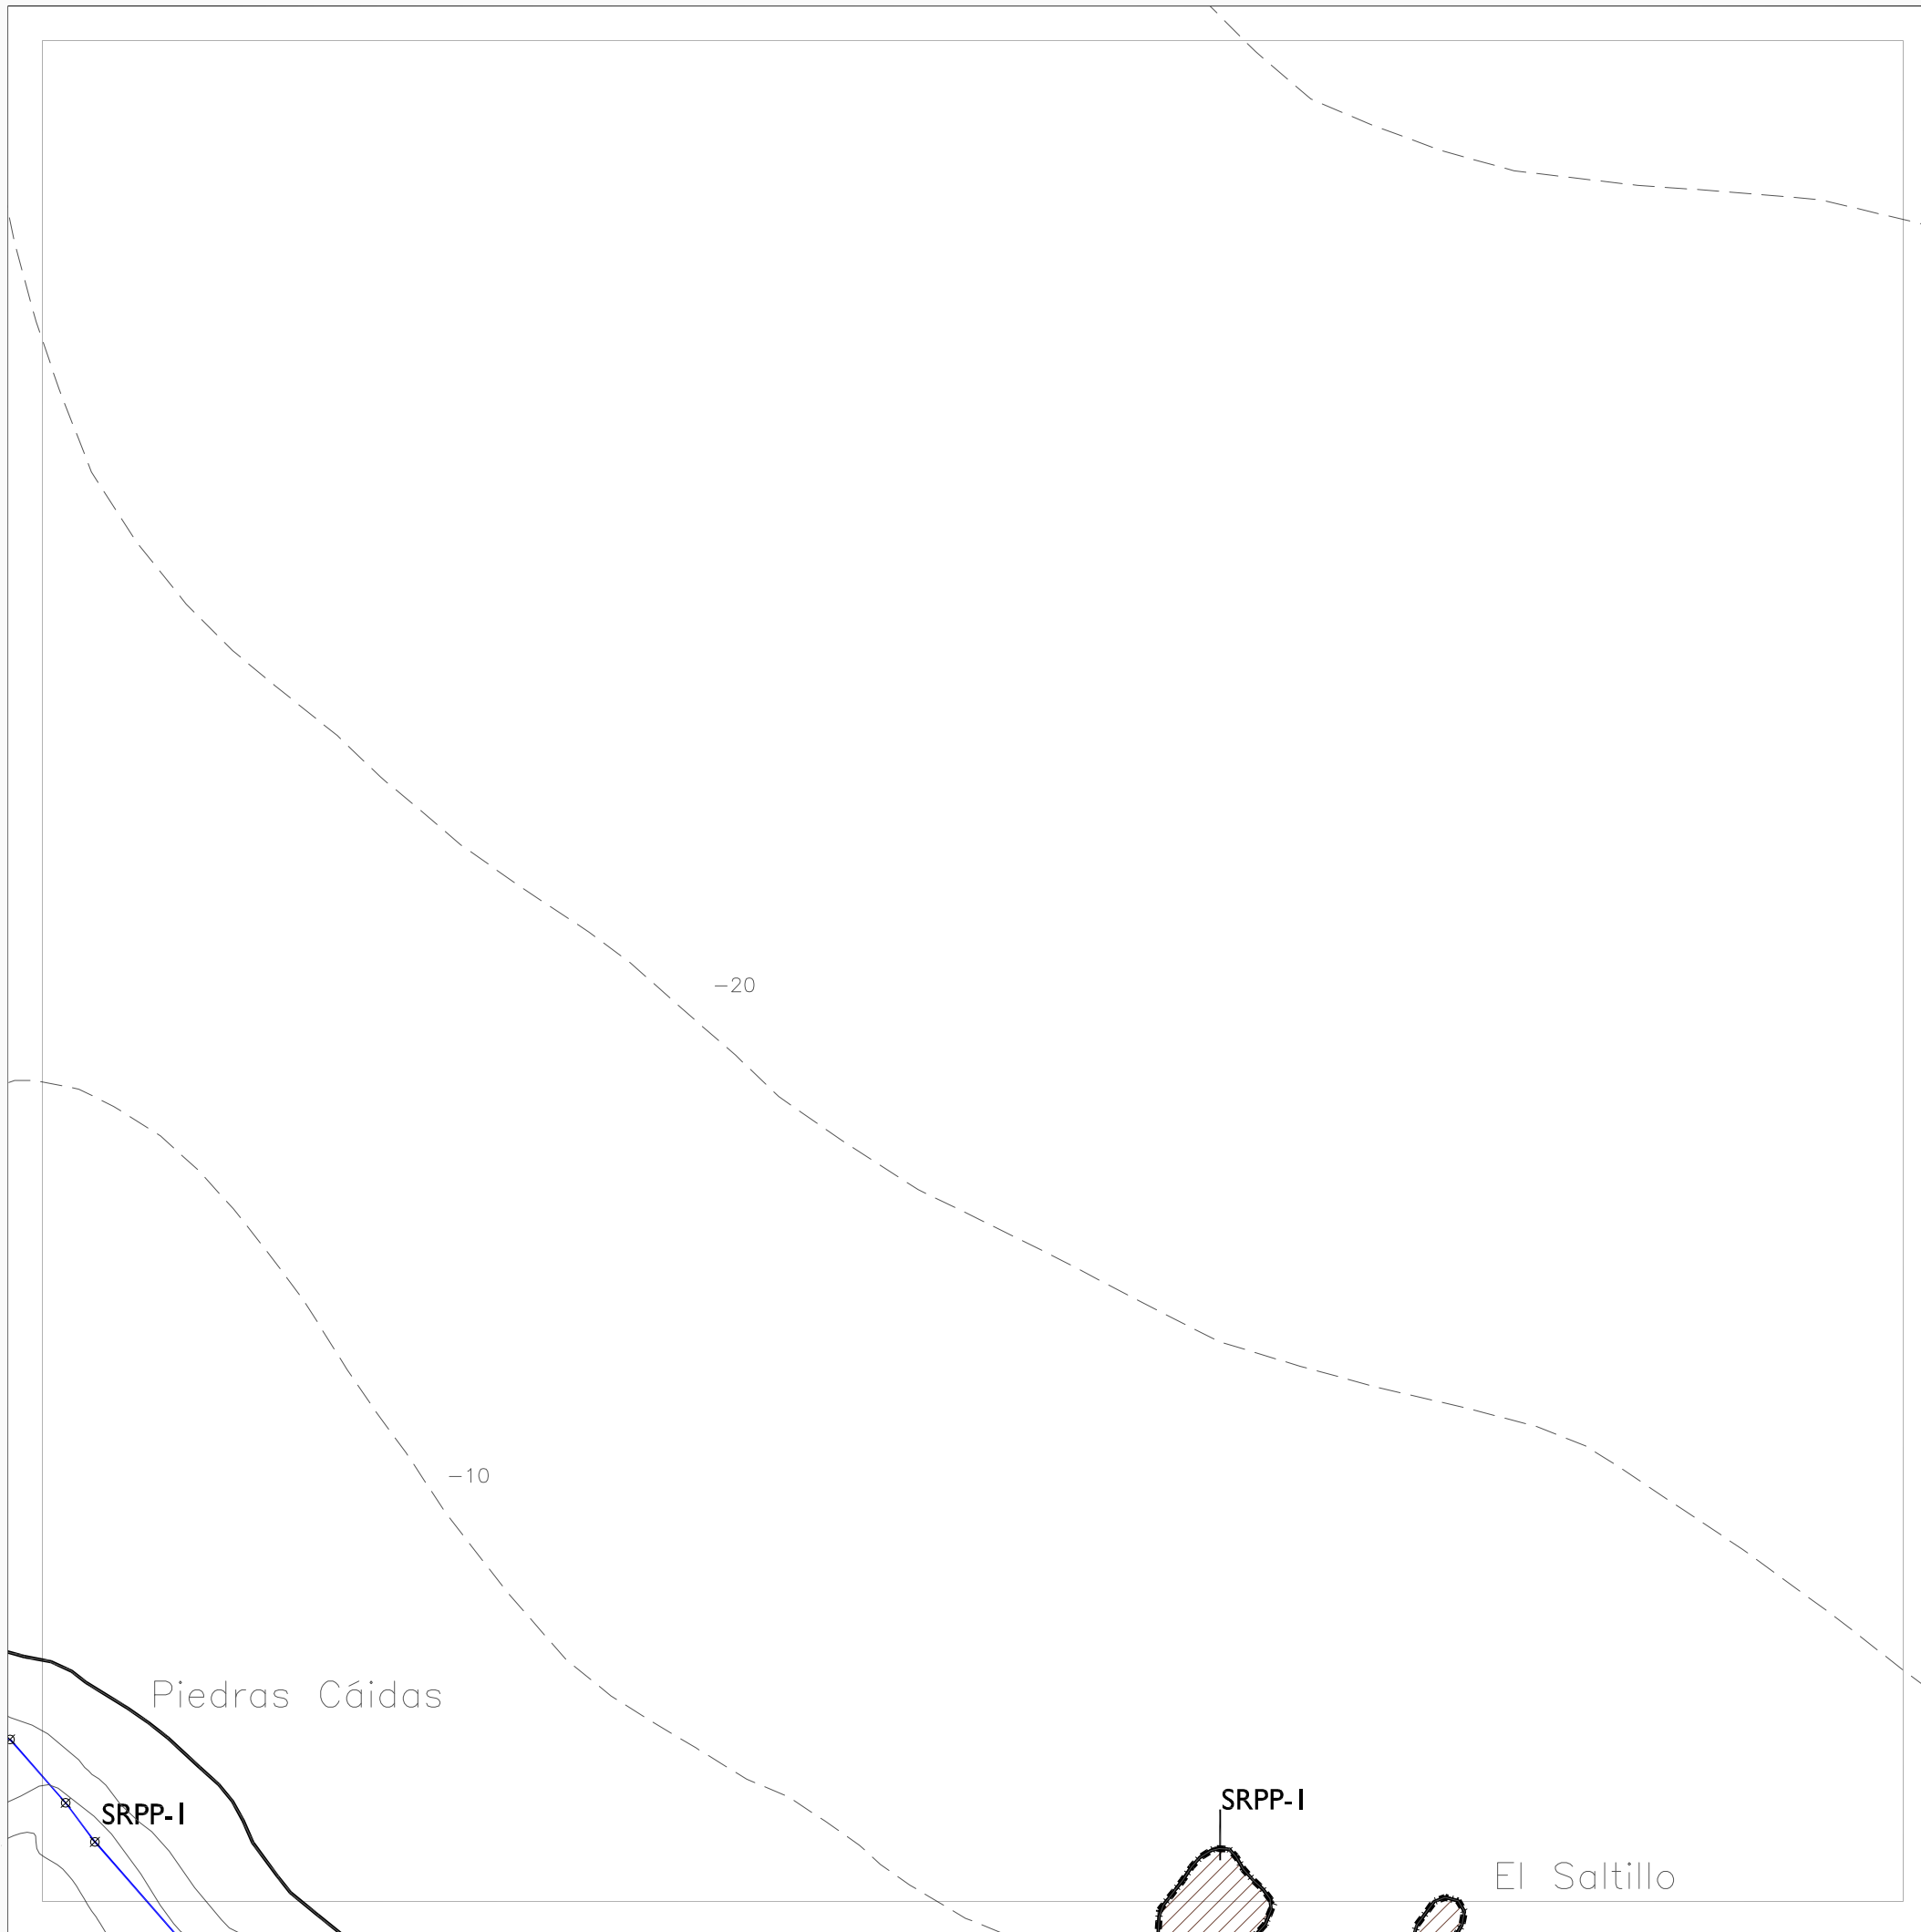 -20
-10
Piedras Cáidas
SRPP-1
SRPP-1
El Saltillo